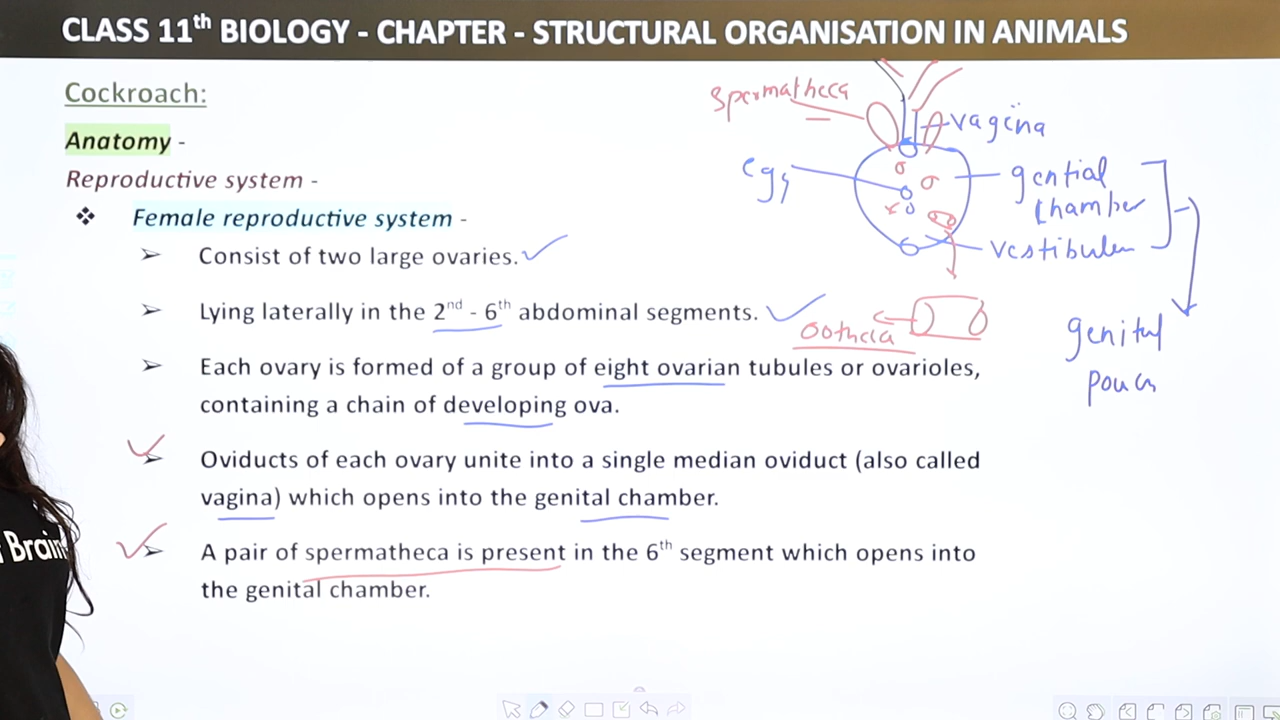 CLASS 11th BIOLOGY - CHAPTER - STRUCTURAL ORGANISATION IN ANIMALS
Cockroach:
Anatomy -
Reproductive system -
❖ Female reproductive system -
➢ Consist of two large ovaries.
➢ Lying laterally in the 2nd - 6th abdominal segments.
➢ Each ovary is formed of a group of eight ovarian tubules or ovarioles,
containing a chain of developing ova.
➢ Oviducts of each ovary unite into a single median oviduct (also called
vagina) which opens into the genital chamber.
➢ A pair of spermatheca is present in the 6th segment which opens into
the genital chamber.
Spermatheca
vagina
egs
gential
chamber
vestibulem
Ootheca
genital
pouch
Brain